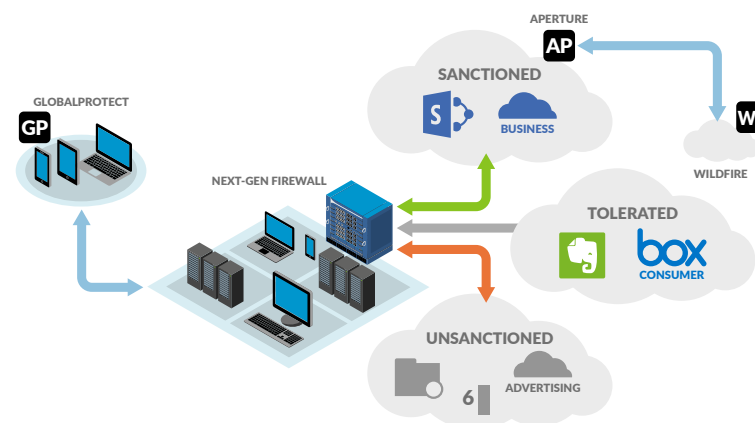 APERTURE
AP
SANCTIONED
S
BUSINESS
GLOBALPROTECT
GP
W
WILDFIRE
NEXT-GEN FIREWALL
TOLERATED
box
CONSUMER
UNSANCTIONED
6
ADVERTISING